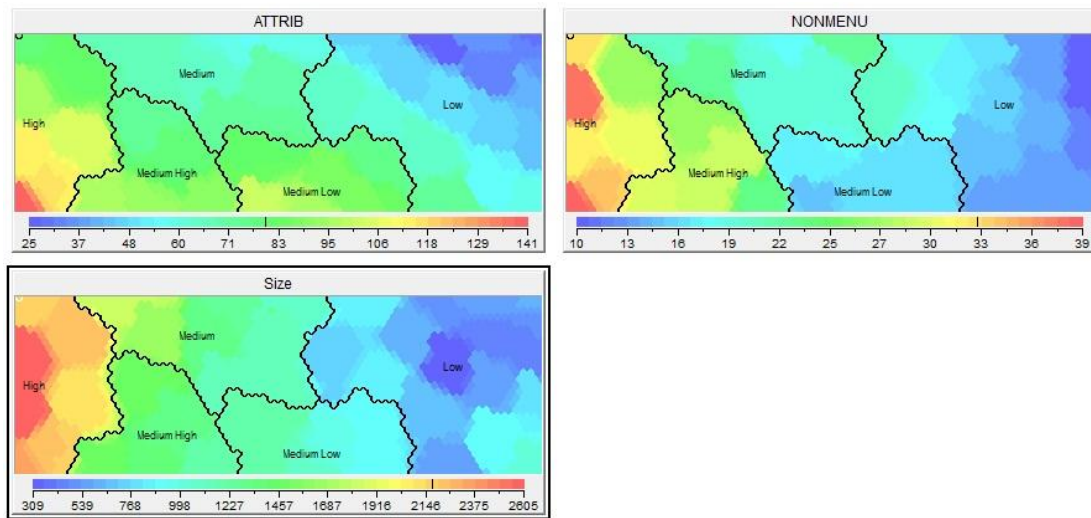 ATTRIB
Medium
Low
High
Medium High
Medium Low
25 37 48 60 71 83 95 106 118 129 141
NONMENU
Medium
Low
High
Medium High
Medium Low
10 13 16 19 22 25 27 30 33 36 39
Size
Medium
Low
High
Medium High
Medium Low
309 539 768 998 1227 1457 1687 1916 2146 2375 2605